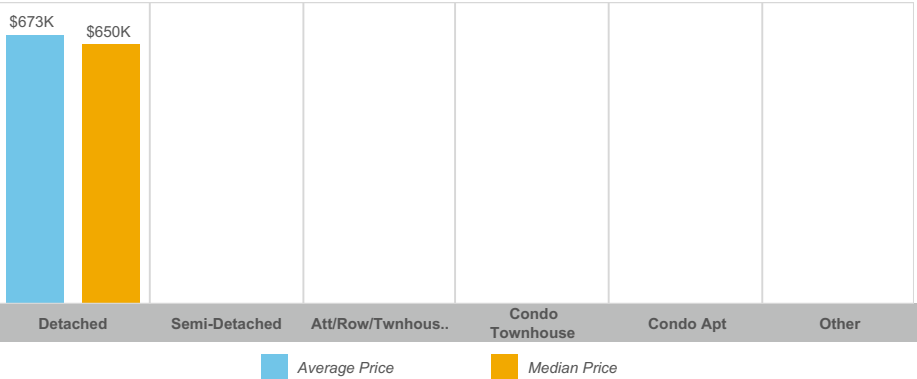 $673K
$650K
Detached
Semi-Detached
Att/Row/Twnhous..
Condo
Townhouse
Condo Apt
Other
Average Price
Median Price